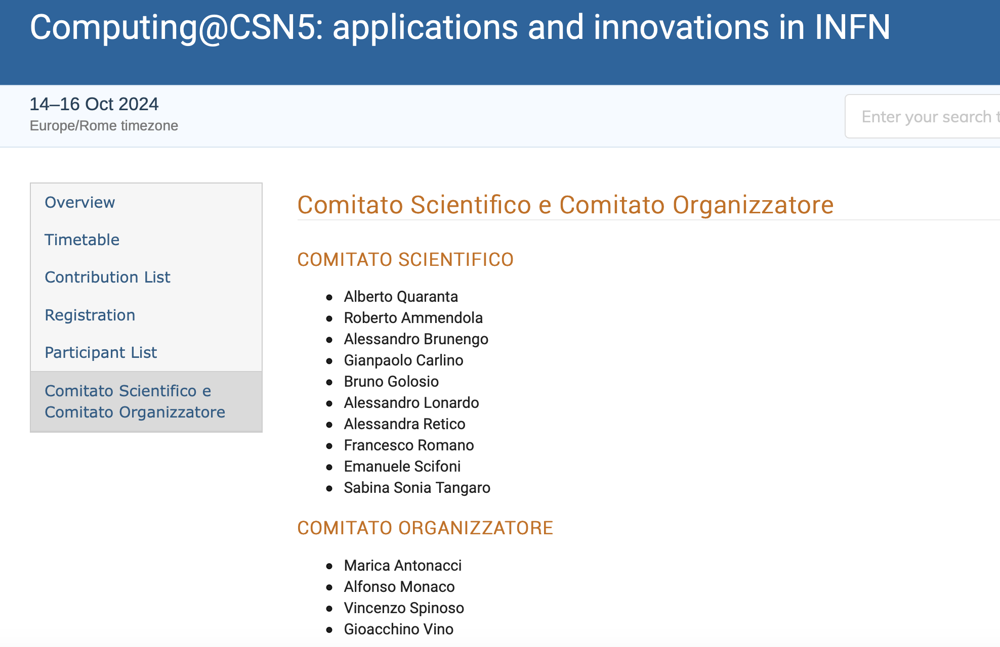 Computing@CSN5: applications and innovations in INFN
14–16 Oct 2024
Europe/Rome timezone
Enter your search t
Overview
Timetable
Contribution List
Registration
Participant List
Comitato Scientifico e
Comitato Organizzatore
Comitato Scientifico e Comitato Organizzatore
COMITATO SCIENTIFICO
Alberto Quaranta
Roberto Ammendola
Alessandro Brunengo
Gianpaolo Carlino
Bruno Golosio
Alessandro Lonardo
Alessandra Retico
Francesco Romano
Emanuele Scifoni
Sabina Sonia Tangaro
COMITATO ORGANIZZATORE
Marica Antonacci
Alfonso Monaco
Vincenzo Spinoso
Gioacchino Vino